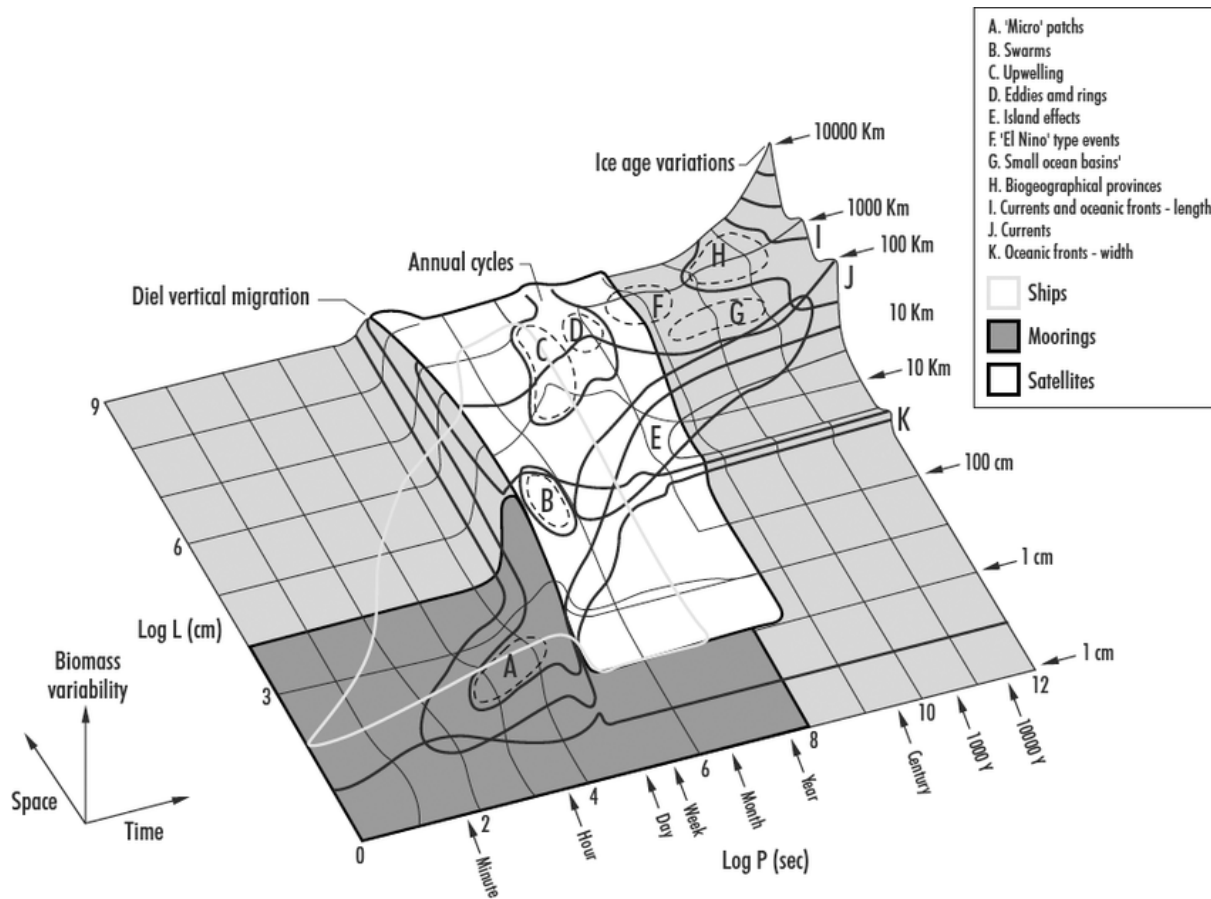 A. 'Micro' patchs
B. Swarms
C. Upwelling
D. Eddies amd rings
E. Island effects
F. 'El Nino' type events
G. Small ocean basins'
H. Biogeographical provinces
I. Currents and oceanic fronts - length
J. Currents
K. Oceanic fronts - width
Ships
Moorings
Satellites
10000 Km
Ice age variations
1000 Km
I
100 Km
H
J
Annual cycles
Diel vertical migration
F
G
10 Km
D
C
10 Km
9
K
E
100 cm
B
6
1 cm
Log L (cm)
A
1 cm
Biomass
variability
3
12
10
10000 Y
1000 Y
Century
8
Year
Space
Time
6
Month
Week
Day
4
Hour
2
Minute
0
Log P (sec)